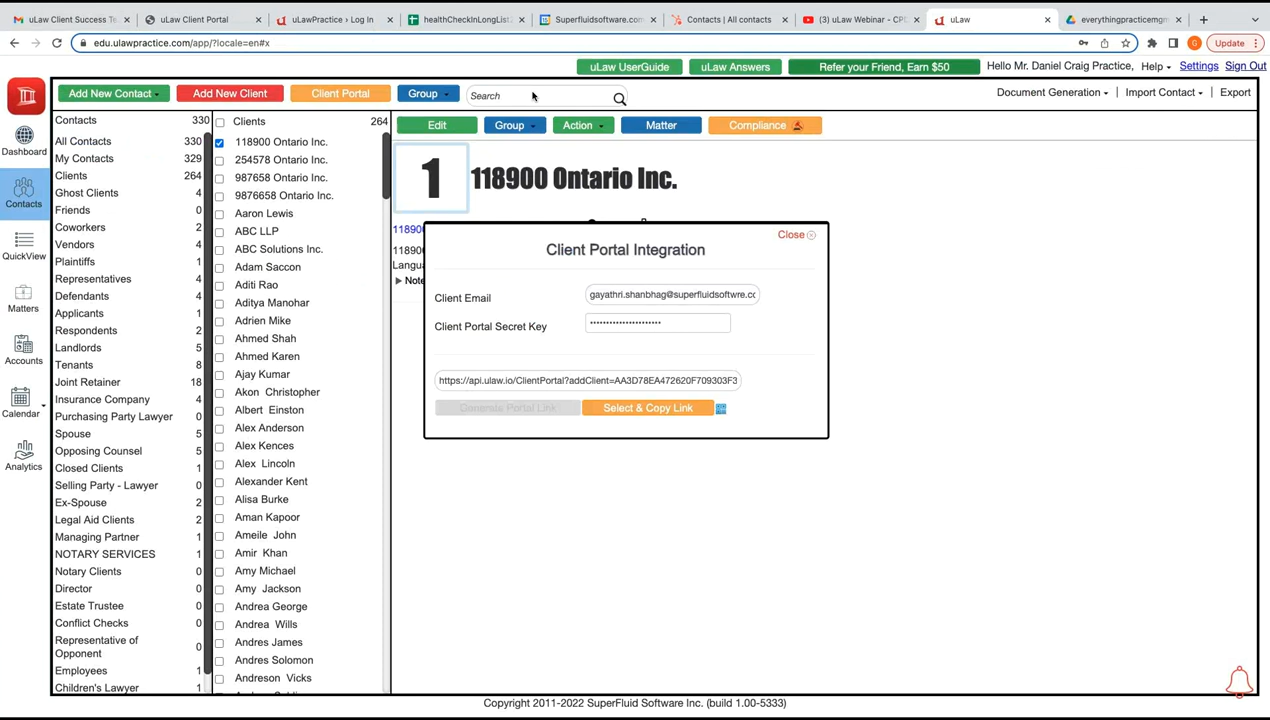 uLaw Client Success Te
uLaw Client Portal
uLawPractice › Log In
healthCheckInLongList2
Superfluidsoftware.com
Contacts | All contacts
(3) uLaw Webinar - CPD
uLaw
everythingpracticemgm
edu.ulawpractice.com/app/?locale=en#x
G
Update
uLaw UserGuide
uLaw Answers
Refer your Friend, Earn $50
Hello Mr. Daniel Craig Practice,
Help
Settings
Sign Out
Add New Contact
Add New Client
Client Portal
Group
Search
Document Generation
Import Contact
Export
Dashboard
Contacts
QuickView
Matters
Accounts
Calendar
Analytics
Contacts 330
All Contacts 330
My Contacts 329
Clients 264
Ghost Clients 4
Friends 0
Coworkers 2
Vendors 4
Plaintiffs 1
Representatives 4
Defendants 4
Applicants 1
Respondents 2
Landlords 5
Tenants 8
Joint Retainer 18
Insurance Company 4
Purchasing Party Lawyer 0
Spouse 5
Opposing Counsel 5
Closed Clients 1
Selling Party - Lawyer 0
Ex-Spouse 2
Legal Aid Clients 2
Managing Partner 1
NOTARY SERVICES 1
Notary Clients 0
Director 0
Estate Trustee 0
Conflict Checks 0
Representative of
Opponent 0
Employees 1
Children's Lawyer 1
Clients 264
118900 Ontario Inc.
254578 Ontario Inc.
987658 Ontario Inc.
9876658 Ontario Inc.
Aaron Lewis
ABC LLP
ABC Solutions Inc.
Adam Saccon
Aditi Rao
Aditya Manohar
Adrien Mike
Ahmed Shah
Ahmed Karen
Ajay Kumar
Akon Christopher
Albert Einston
Alex Anderson
Alex Kences
Alex Lincoln
Alexander Kent
Alisa Burke
Aman Kapoor
Ameile John
Amir Khan
Amy Michael
Amy Jackson
Andrea George
Andrea Wills
Andres James
Andres Solomon
Andreson Vicks
Edit
Group
Action
Matter
Compliance
1
118900 Ontario Inc.
11890
11890
Langua
Note
Close
Client Portal Integration
Client Email
gayathri.shanbhag@superfluidsoftwre.cc
Client Portal Secret Key
https://api.ulaw.io/ClientPortal?addClient=AA3D78EA472620F709303F3
Generate Portal Link
Select & Copy Link
Copyright 2011-2022 SuperFluid Software Inc. (build 1.00-5333)